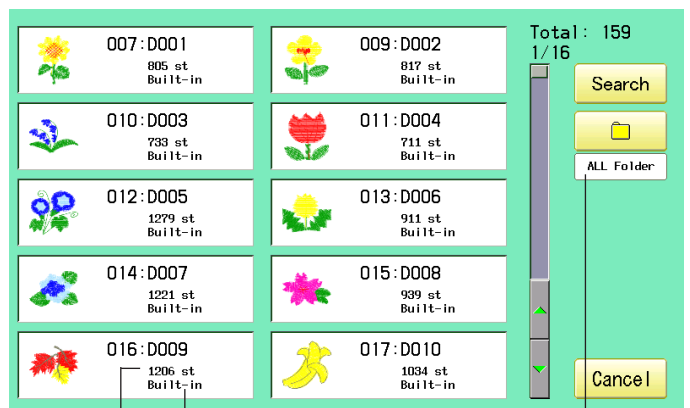 Total: 159
1/16
007:D001
805 st
Built-in
009:D002
817 st
Built-in
010:D003
733 st
Built-in
011:D004
711 st
Built-in
012:D005
1279 st
Built-in
013:D006
911 st
Built-in
014:D007
1221 st
Built-in
015:D008
939 st
Built-in
016:D009
1206 st
Built-in
017:D010
1034 st
Built-in
Search
ALL Folder
Cancel